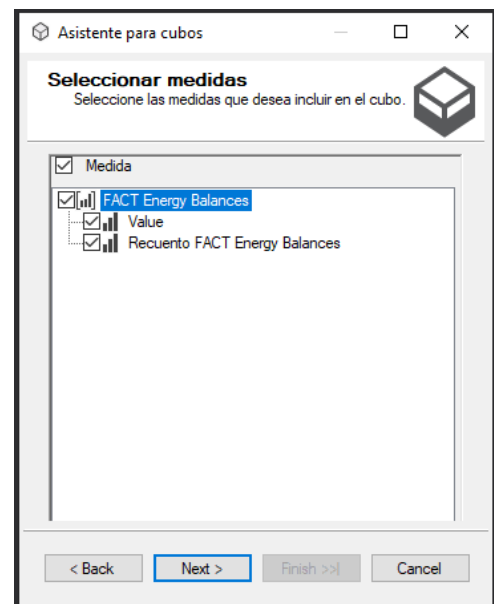 Asistente para cubos
Seleccionar medidas
Seleccione las medidas que desea incluir en el cubo.
Medida
FACT Energy Balances
Value
Recuento FACT Energy Balances
< Back Next > Finish >>| Cancel